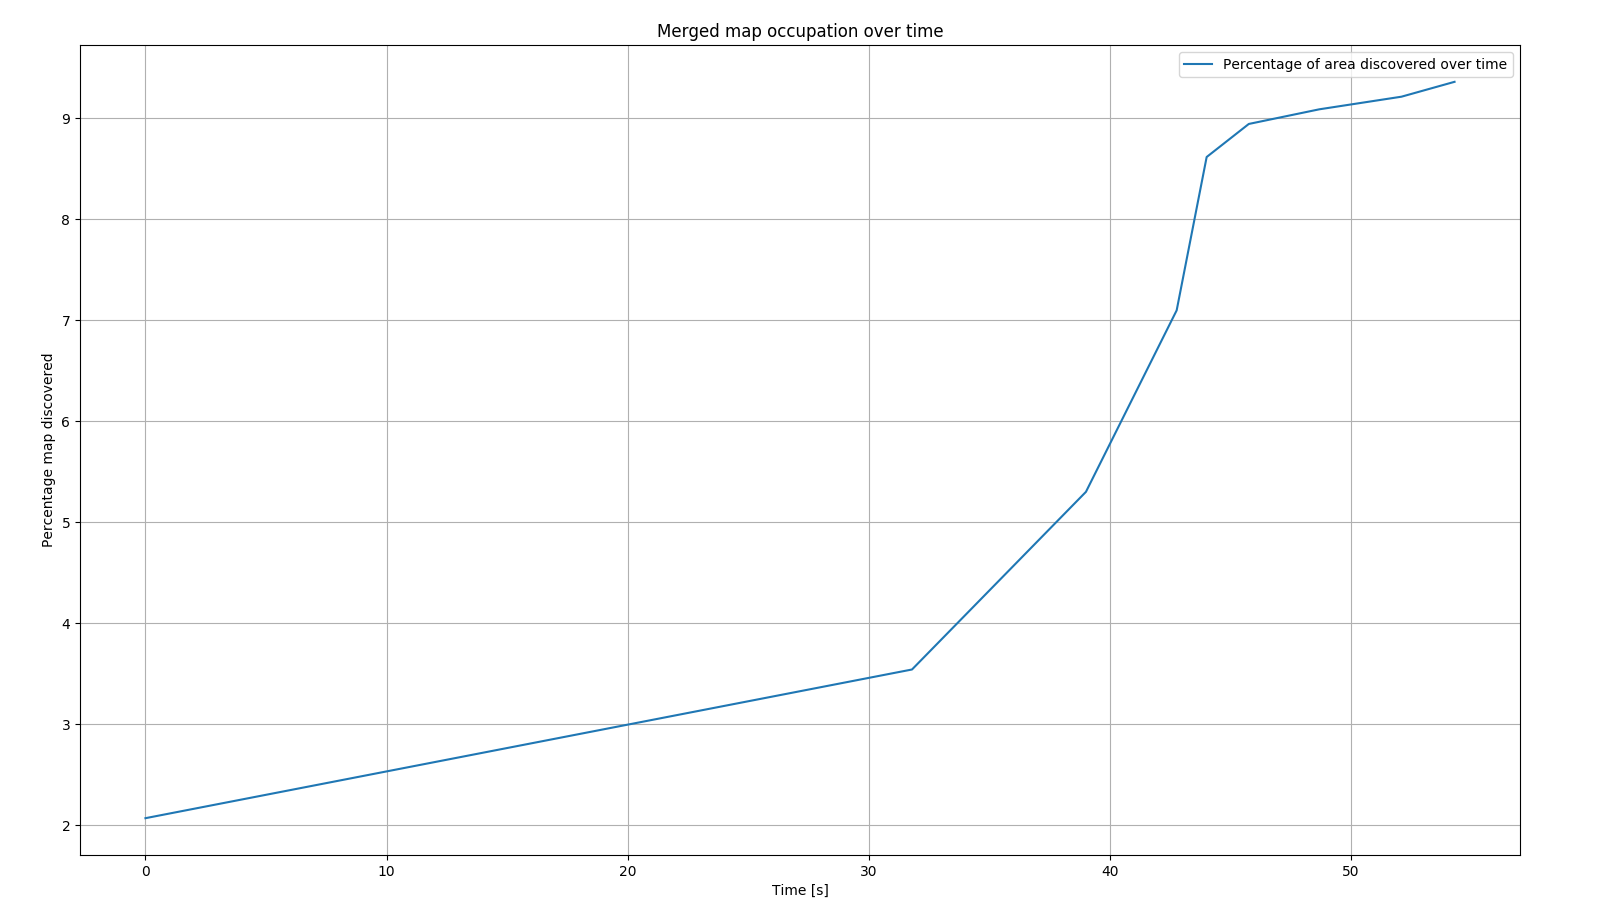 Merged map occupation over time
Percentage of area discovered over time
Percentage map discovered
9
8
7
6
5
4
3
2
0 10 20 30 40 50
Time [s]